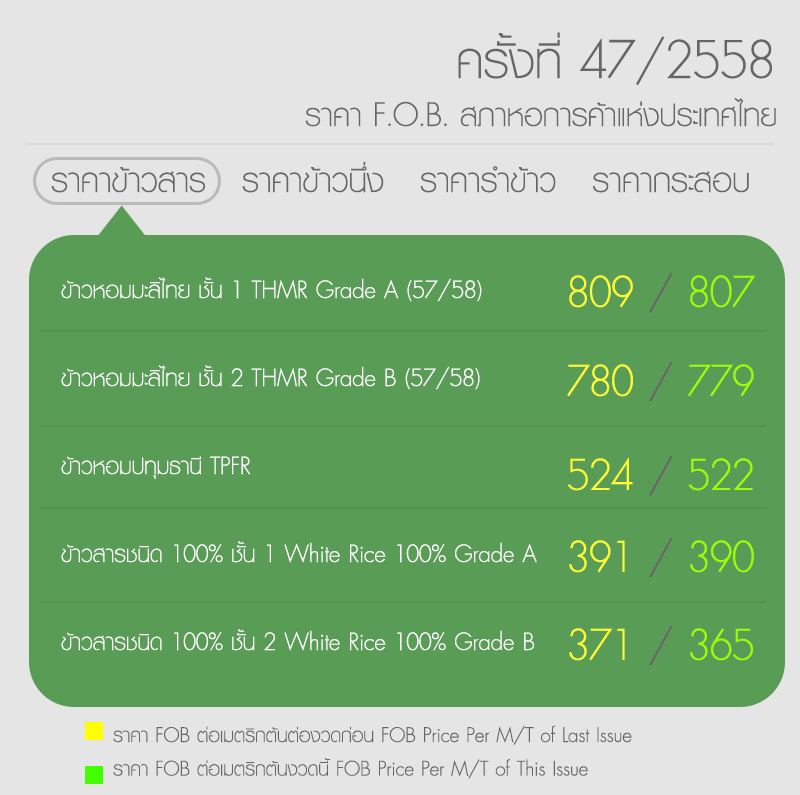 ครั้งที่ 47/2558
ราคา F.O.B. สภาหอการค้าแห่งประเทศไทย
ราคาข้าวสาร ราคาข้าวนึ่ง ราคารำข้าว ราคากระสอบ
ข้าวหอมมะลิไทย ชั้น 1 THMR Grade A (57/58) 809 / 807
ข้าวหอมมะลิไทย ชั้น 2 THMR Grade B (57/58) 780 / 779
ข้าวหอมปทุมธานี TPFR 524 / 522
ข้าวสารชนิด 100% ชั้น 1 White Rice 100% Grade A 391 / 390
ข้าวสารชนิด 100% ชั้น 2 White Rice 100% Grade B 371 / 365
ราคา FOB ต่อเมตริกตันต่องวดก่อน FOB Price Per M/T of Last Issue
ราคา FOB ต่อเมตริกตันงวดนี้ FOB Price Per M/T of This Issue